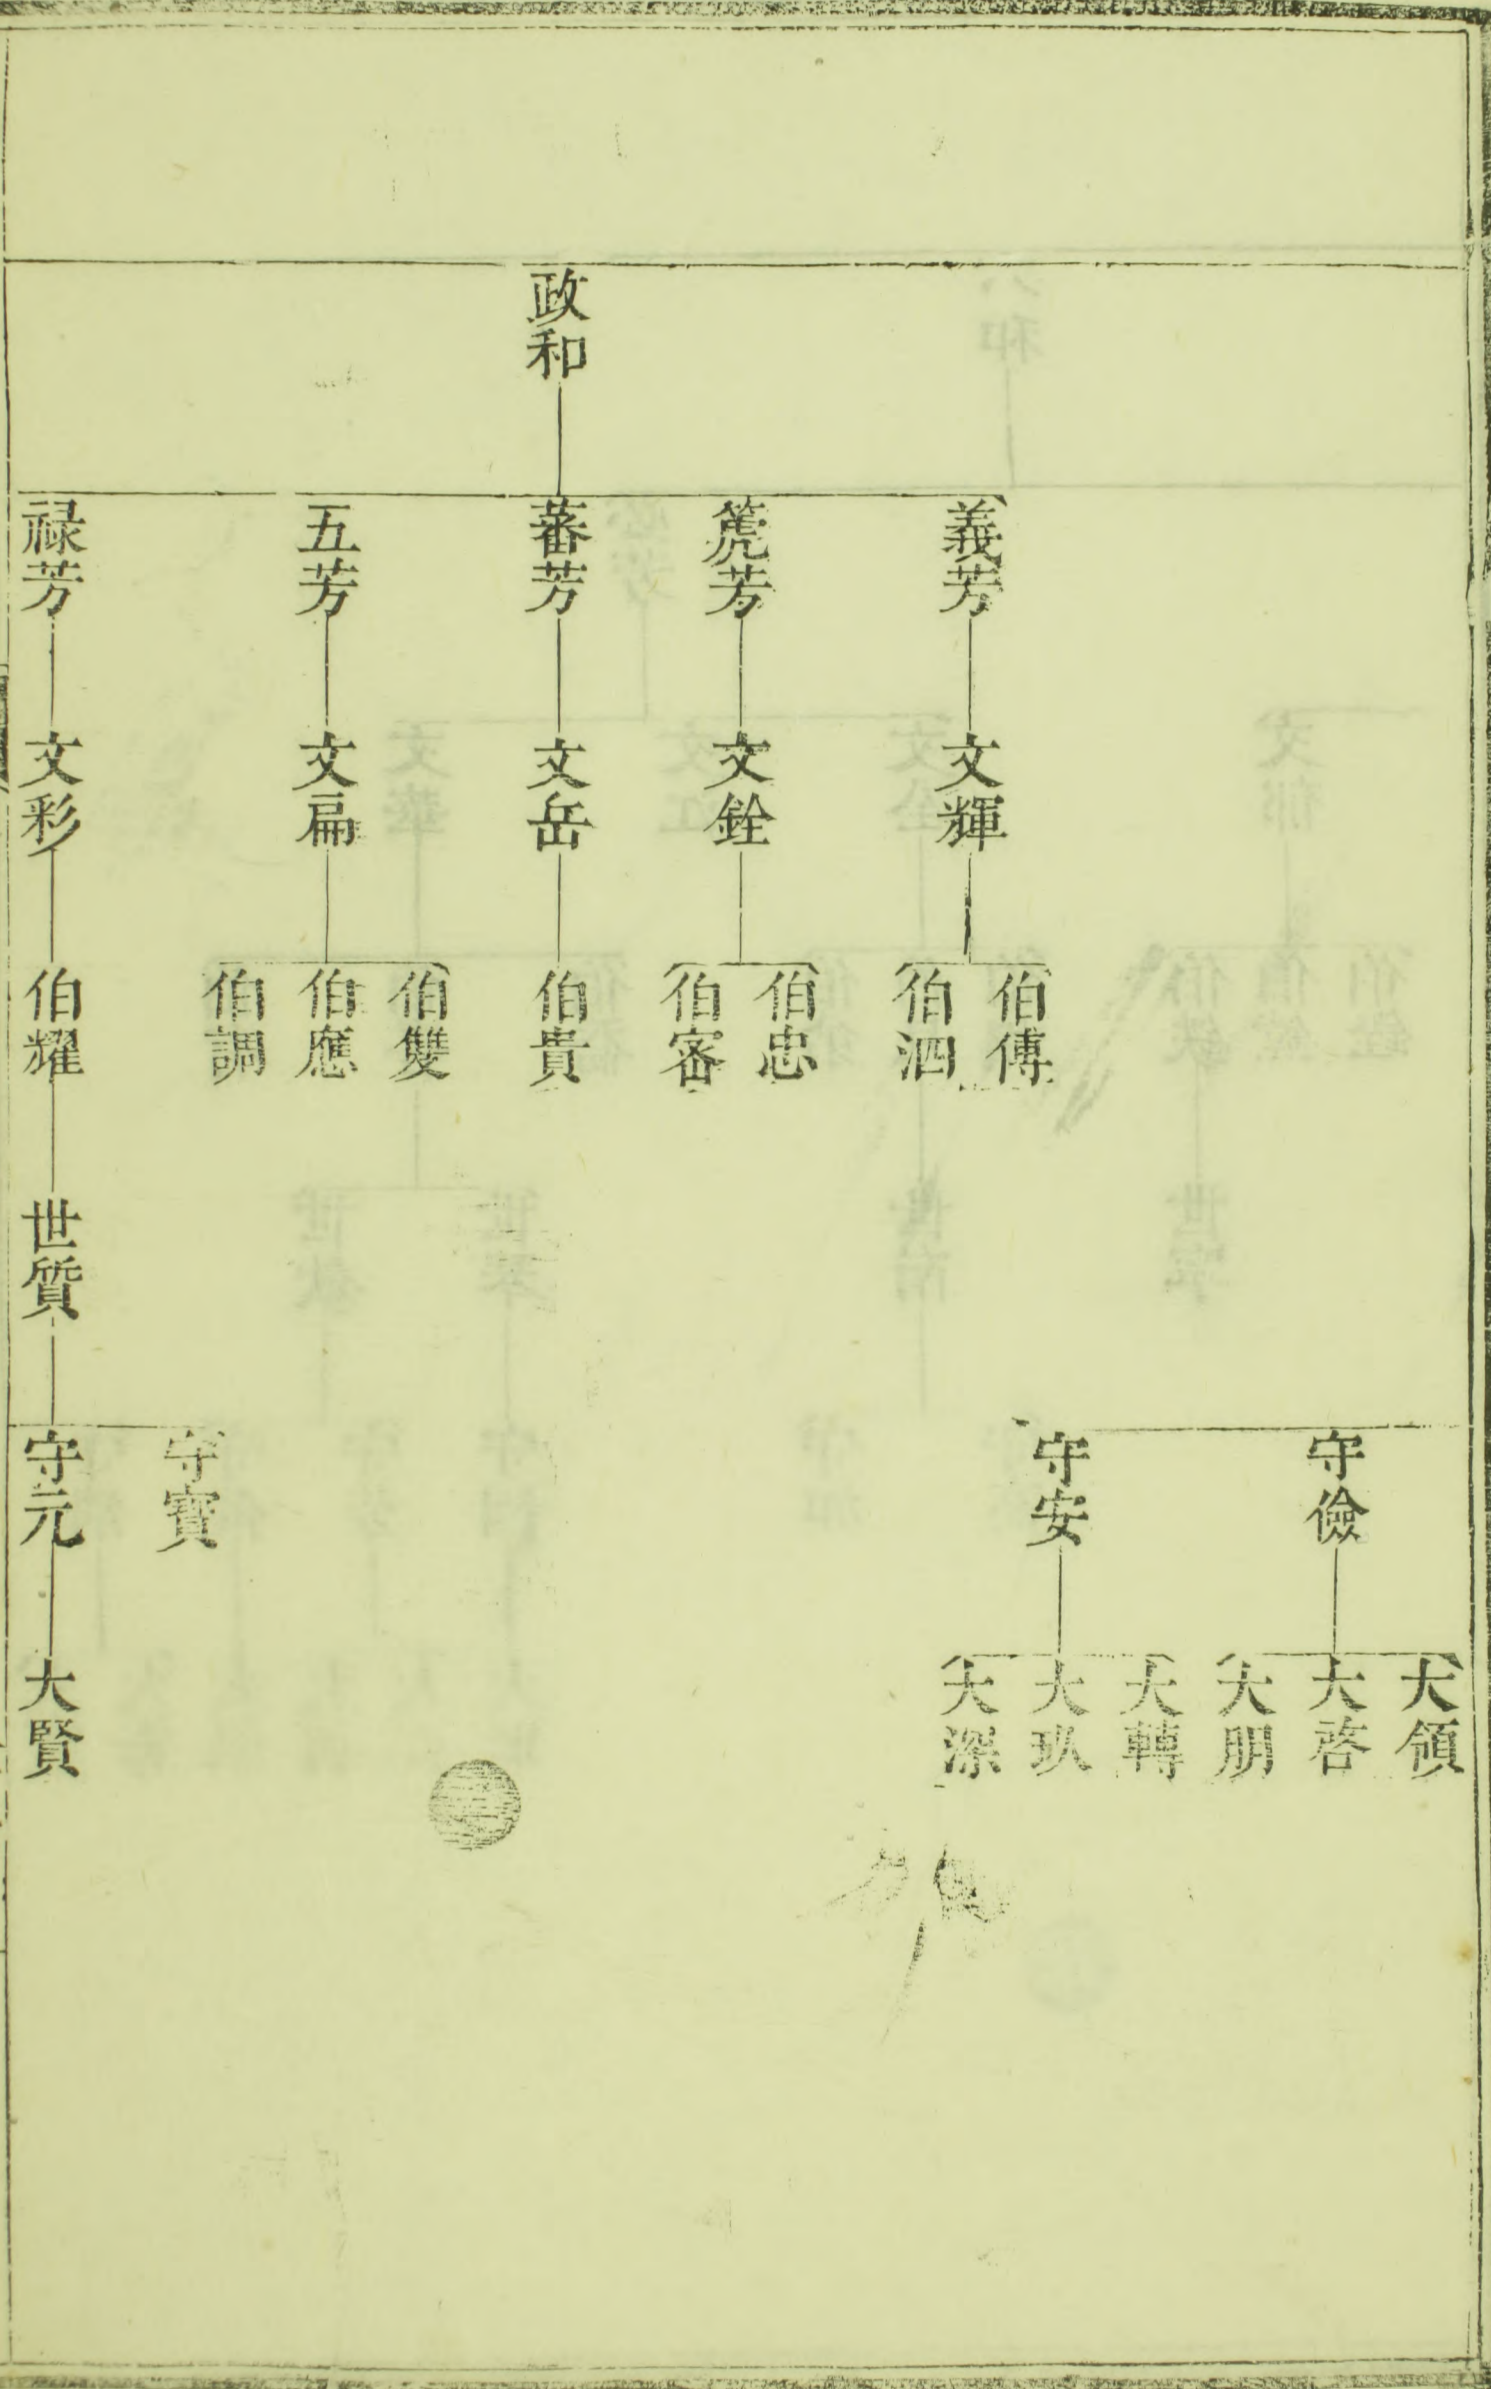 政和
義芳
篪芳
蕃芳
五芳
禄芳
文輝
文銓
文岳
文扁
文彩
伯傳
伯泗
伯忠
伯審
伯貴
伯雙
伯應
伯調
伯耀
世質
守儉
守安
守寳
守元
大領
大啓
大朋
大轉
大玖
大深
大賢